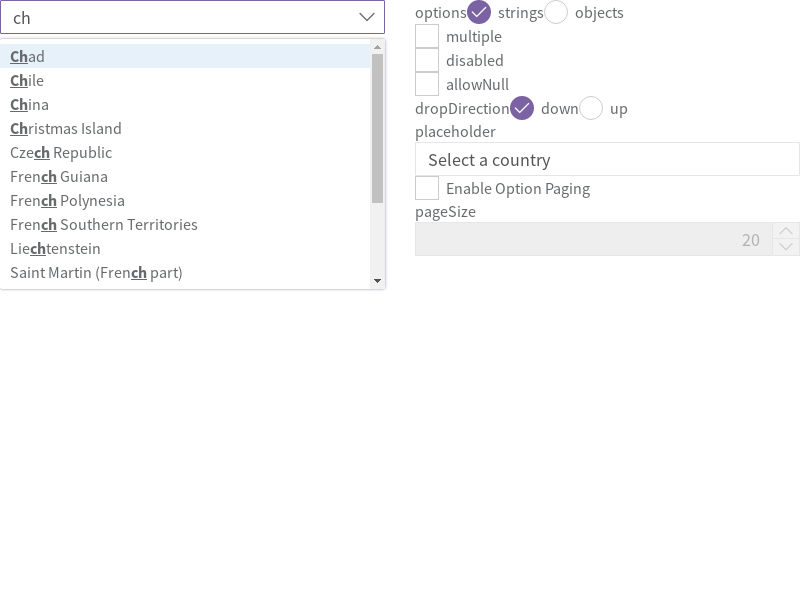 ch
Chad
Chile
China
Christmas Island
Czech Republic
French Guiana
French Polynesia
French Southern Territories
Liechtenstein
Saint Martin (French part)
options strings objects
multiple
disabled
allowNull
dropDirection down up
placeholder
Select a country
Enable Option Paging
pageSize
20